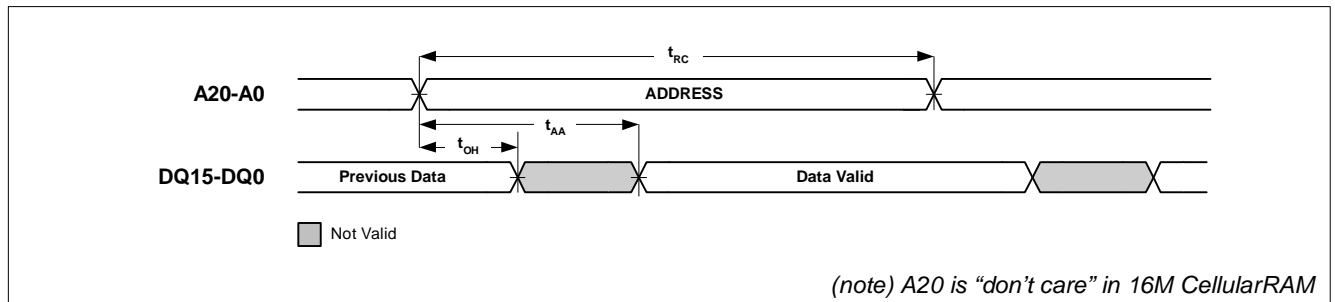 tRC
A20-A0
ADDRESS
tAA
tOH
DQ15-DQ0
Previous Data
Data Valid
Not Valid
(note) A20 is “don’t care” in 16M CellularRAM